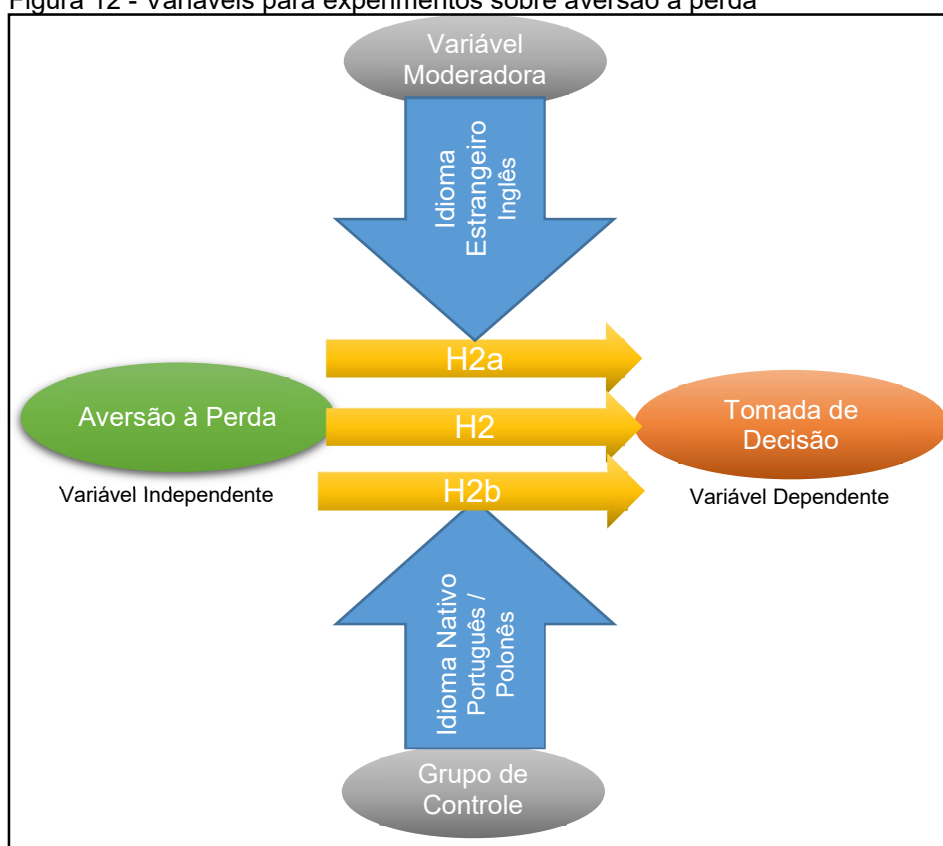 Figura 12 - Variáveis para experimentos sobre aversão à perda
Variável
Moderadora
Idioma
Estrangeiro
Inglês
H2a
Aversão à Perda
H2
Tomada de
Decisão
H2b
Variável Independente
Variável Dependente
Idioma Nativo
Português /
Polonês
Grupo de
Controle